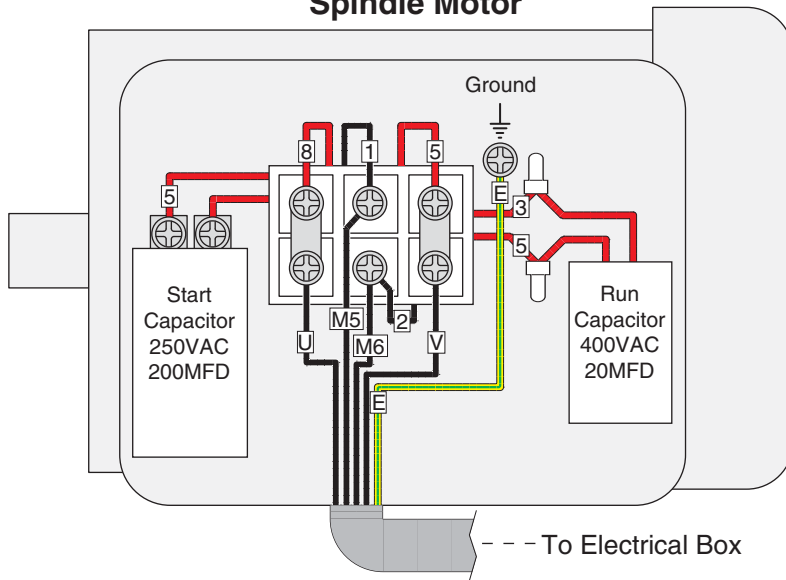 Spindle Motor
Ground
8
1
5
5
E
3
5
Start
Capacitor
250VAC
200MFD
Run
Capacitor
400VAC
20MFD
U
M5
M6
2
V
E
To Electrical Box